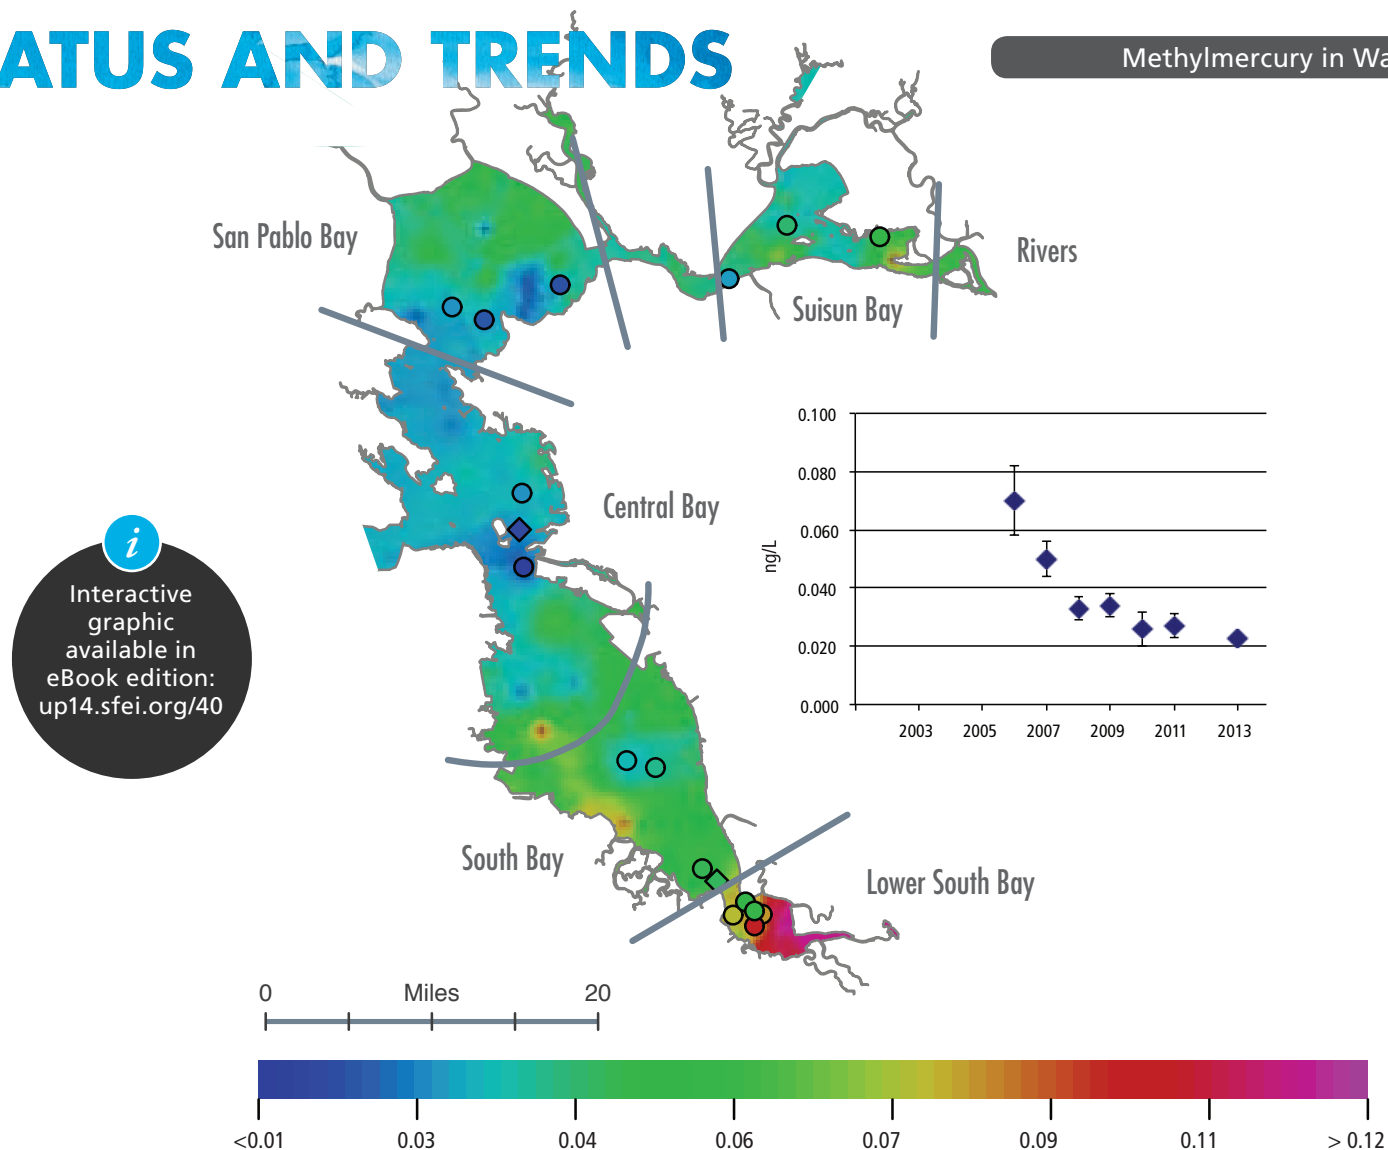 ATUS AND TRENDS
Methylmercury in Wa
San Pablo Bay
Rivers
Suisun Bay
Central Bay
South Bay
Lower South Bay
i
Interactive
graphic
available in
eBook edition:
up14.sfei.org/40
0.100
0.080
0.060
0.040
0.020
0.000
ng/L
2003 2005 2007 2009 2011 2013
0 Miles 20
<0.01 0.03 0.04 0.06 0.07 0.09 0.11 > 0.12